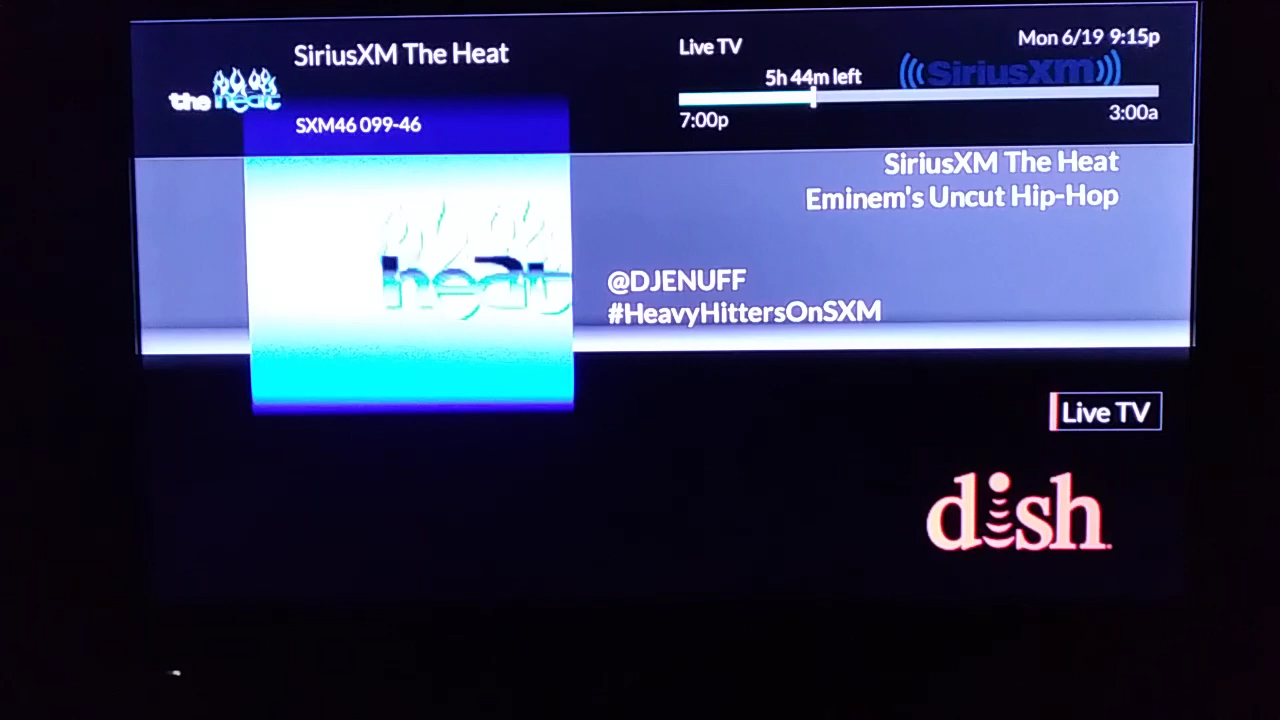 SiriusXM The Heat
the heat
SXM46 099-46
Live TV
Mon 6/19 9:15p
5h 44m left
SiriusXM
7:00p
3:00a
SiriusXM The Heat
Eminem's Uncut Hip-Hop
heat
@DJENUFF
#HeavyHittersOnSXM
Live TV
dish